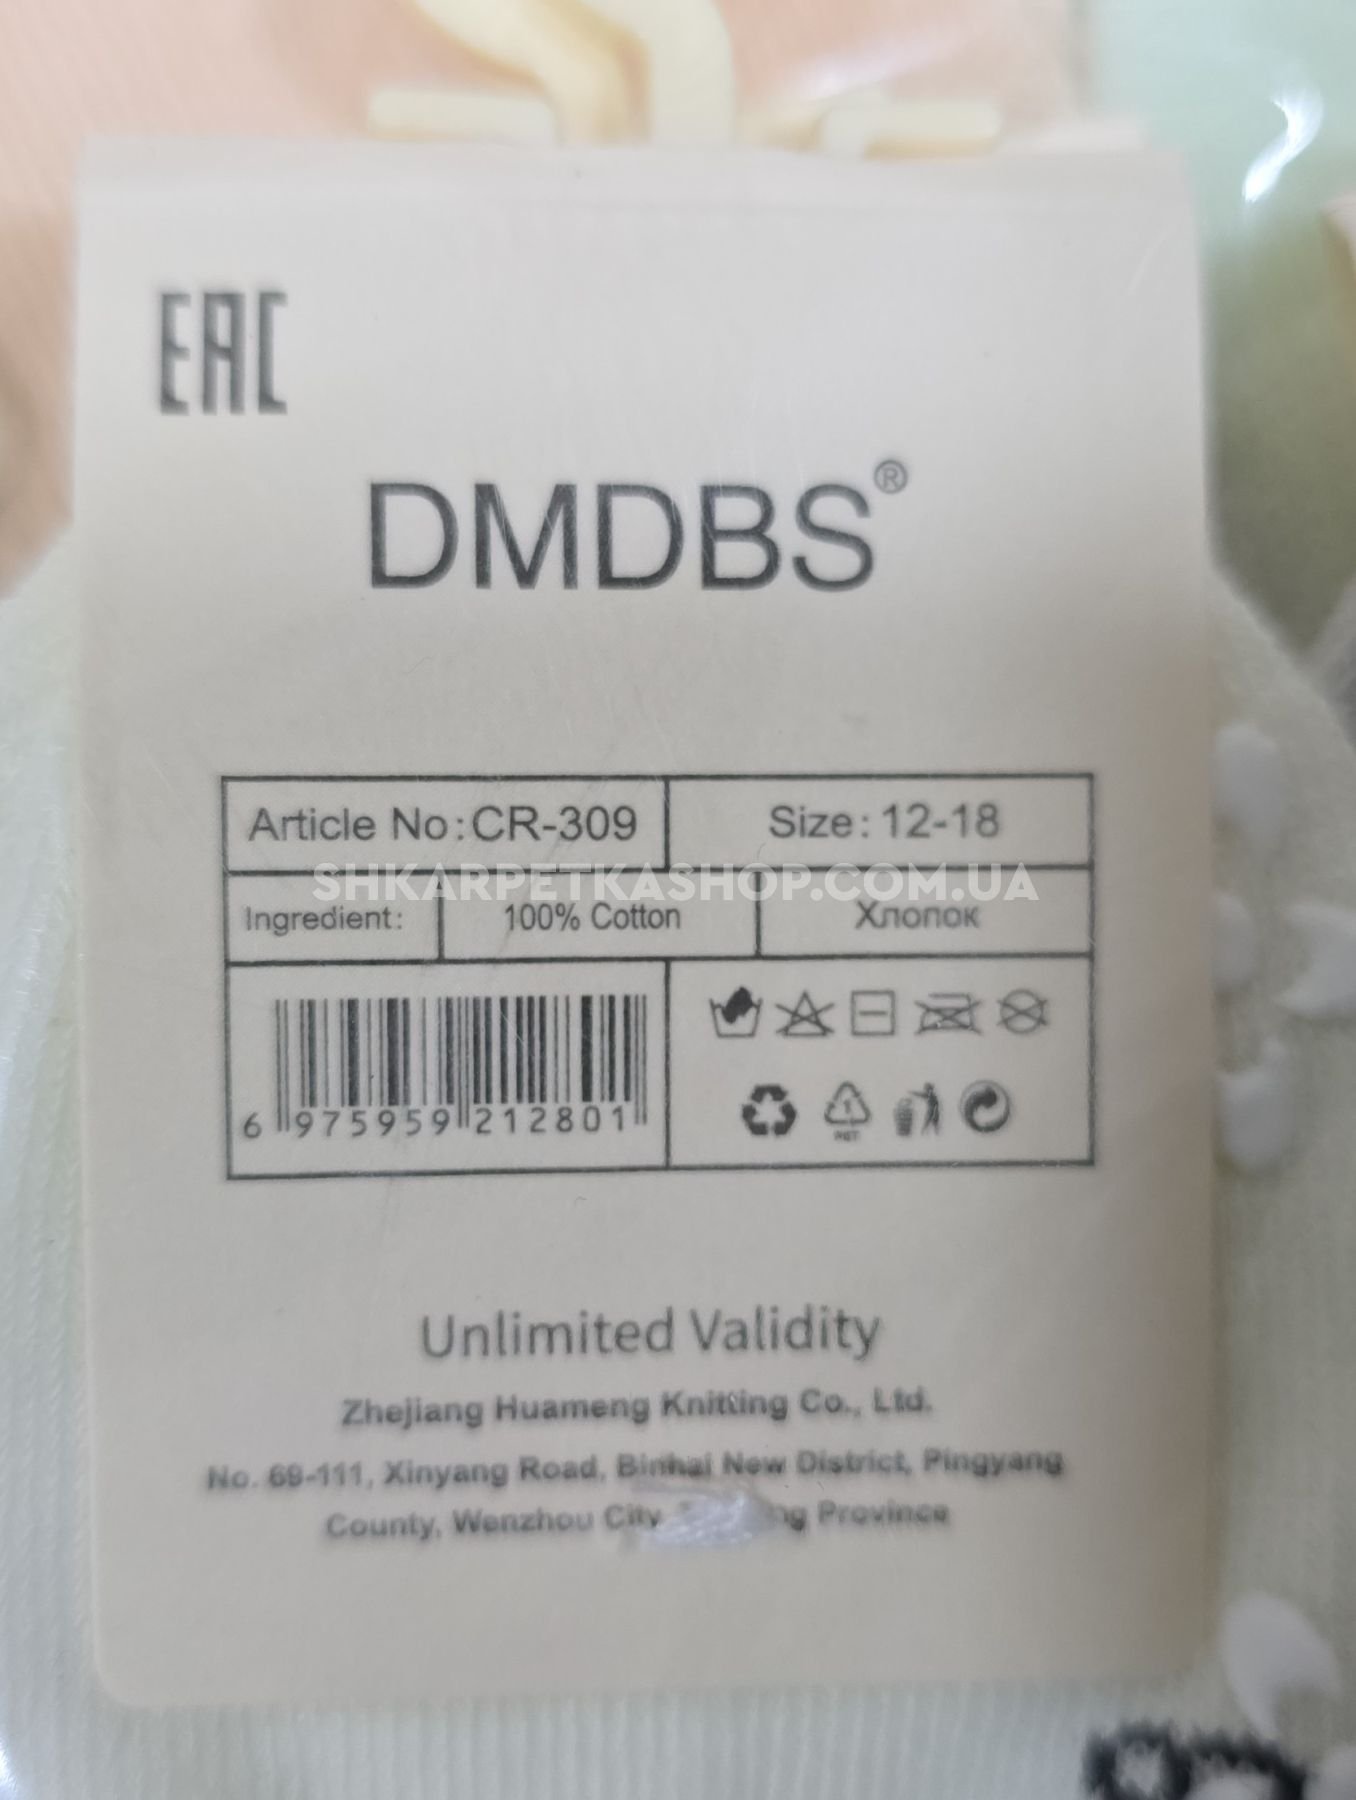 EAC
DMDBS®
Article No: CR-309 Size: 12-18
SHKARPETKASHOP.COM.UA
Ingredient: 100% Cotton Хлопок
6 975959 212801
1
PET
Unlimited Validity
Zhejiang Huameng Knitting Co., Ltd.
No. 69-111, Xinyang Road, Binhai New District, Pingyang
County, Wenzhou City, Province